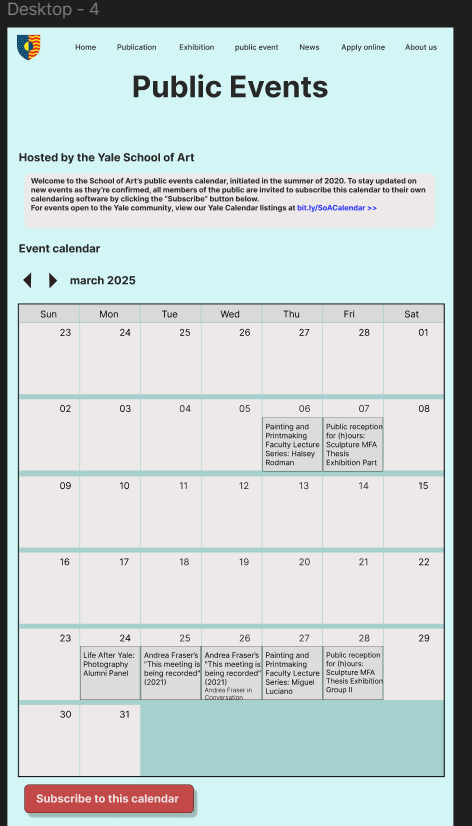 Desktop - 4
Home Publication Exhibition public event News Apply online About us
Public Events
Hosted by the Yale School of Art
Welcome to the School of Art's public events calendar, initiated in the summer of 2020. To stay updated on
new events as they're confirmed, all members of the public are invited to subscribe this calendar to their own
calendaring software by clicking the "Subscribe" button below.
For events open to the Yale community, view our Yale Calendar listings at bit.ly/SoACalendar >>
Event calendar
march 2025
Sun Mon Tue Wed Thu Fri Sat
23 24 25 26 27 28 01
02 03 04 05 06 07 08
Painting and
Printmaking
Faculty Lecture
Series: Halsey
Rodman
Public reception
for (h)ours:
Sculpture MFA
Thesis
Exhibition Part
09 10 11 12 13 14 15
16 17 18 19 20 21 22
23 24 25 26 27 28 29
Life After Yale:
Photography
Alumni Panel
Andrea Fraser's
"This meeting is
being recorded"
(2021)
Andrea Fraser's
"This meeting is
being recorded"
(2021)
Andrea Fraser in
Conversation
Painting and
Printmaking
Faculty Lecture
Series: Miguel
Luciano
Public reception
for (h)ours:
Sculpture MFA
Thesis Exhibition
Group II
30 31
Subscribe to this calendar